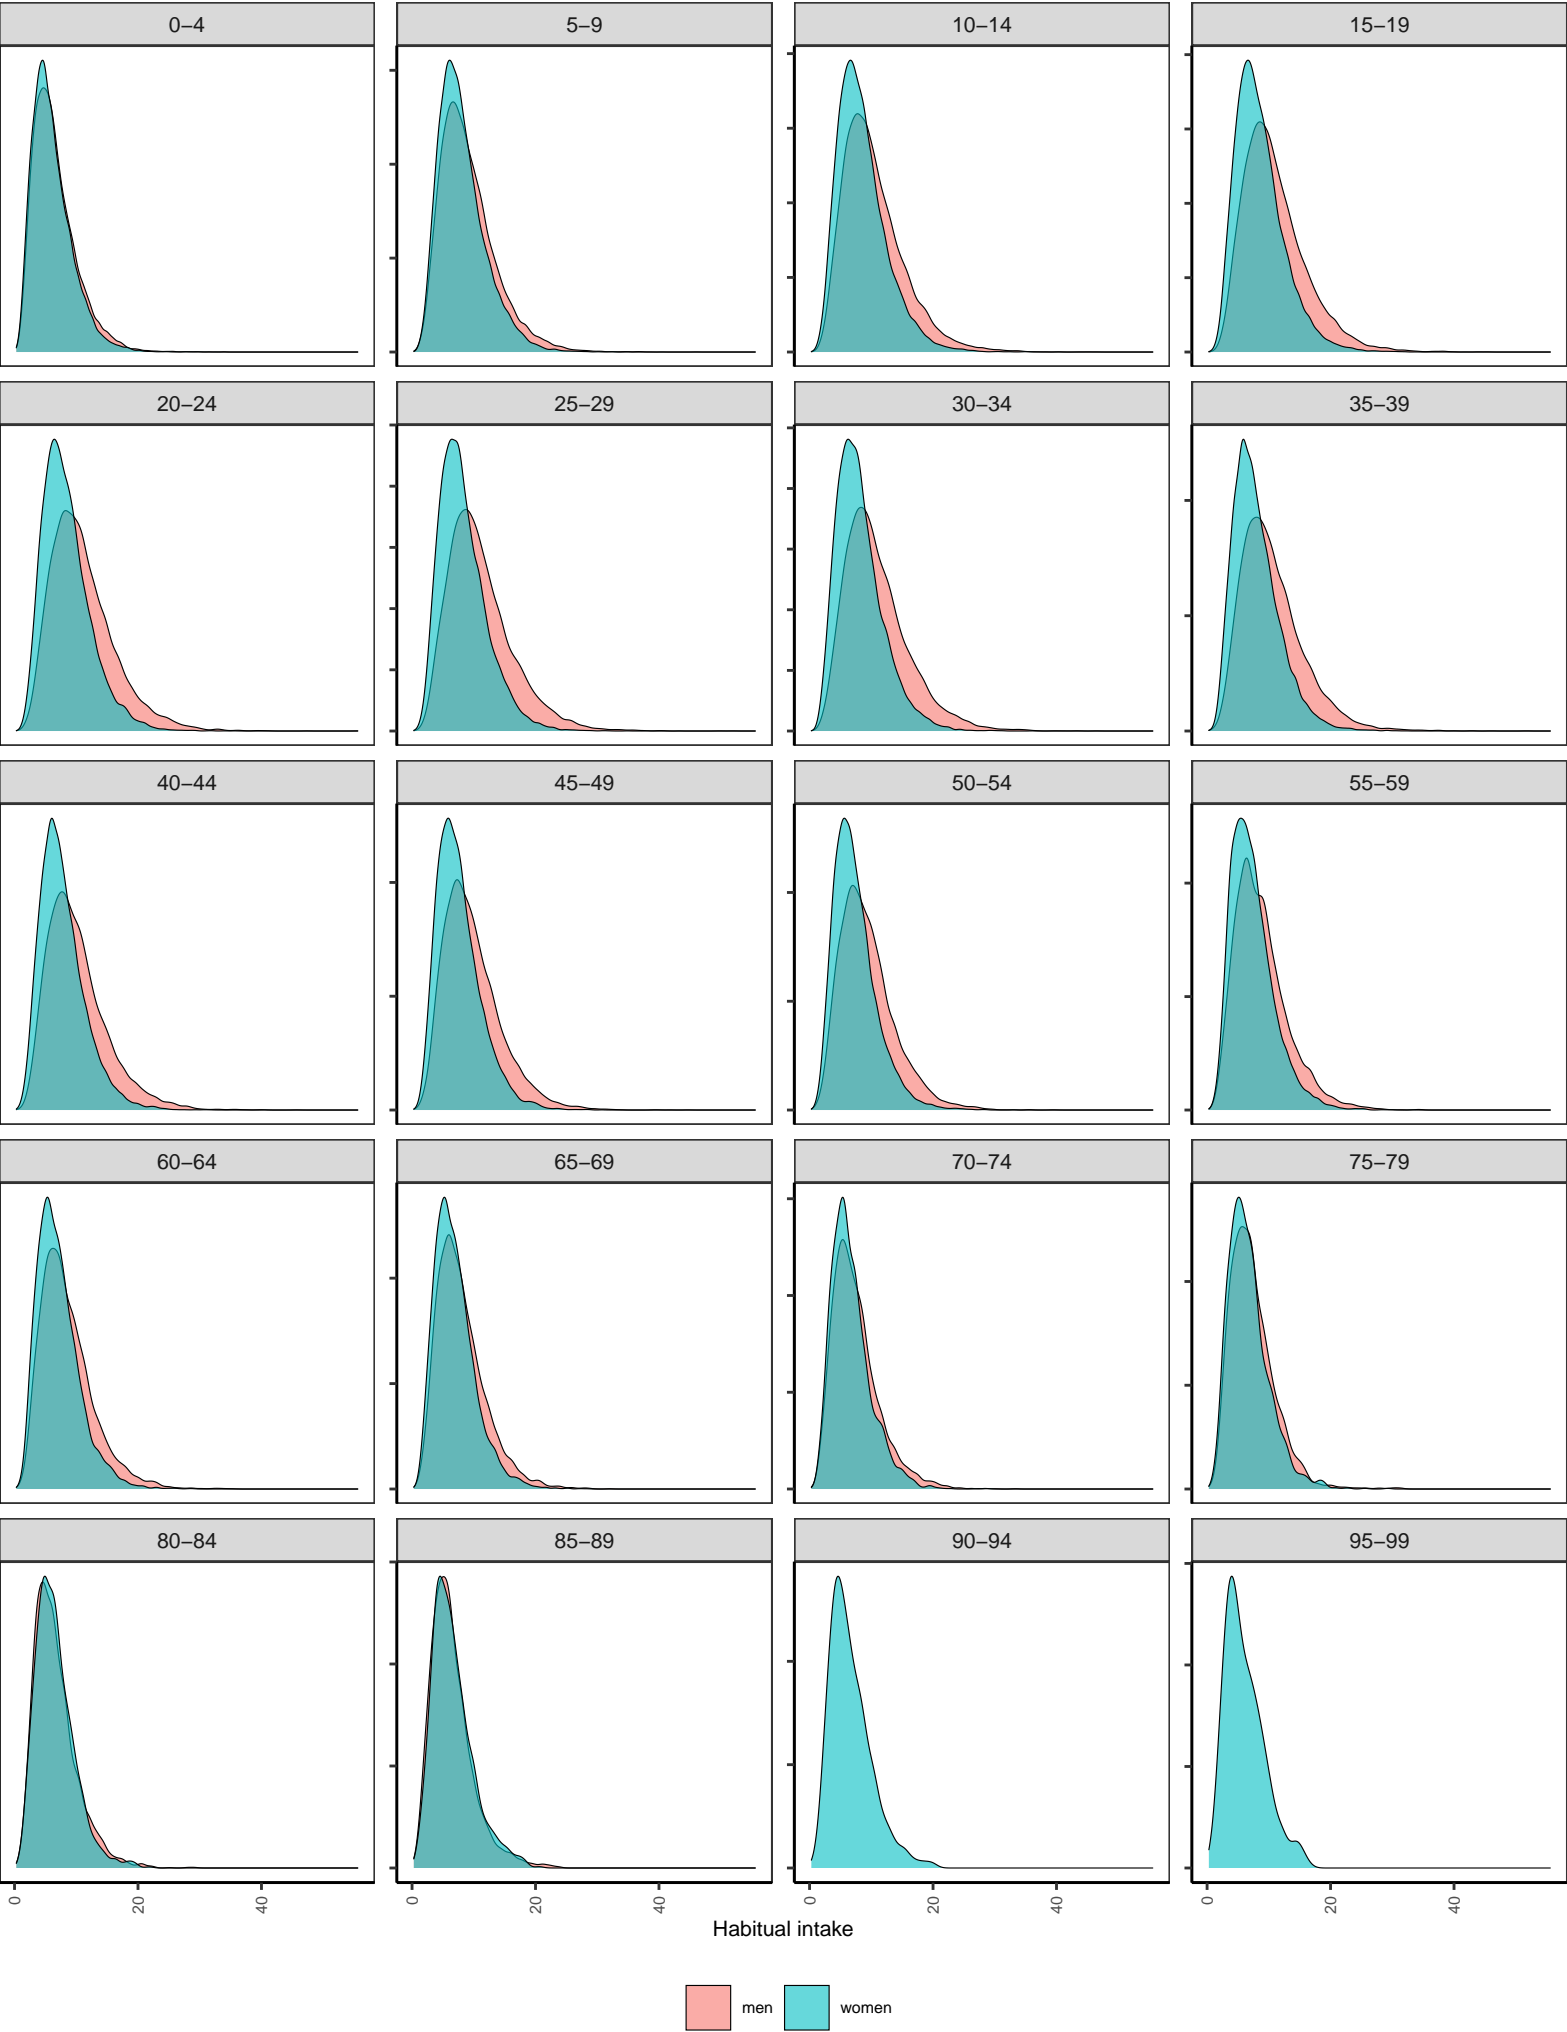 0–4 5–9 10–14 15–19
20–24 25–29 30–34 35–39
40–44 45–49 50–54 55–59
60–64 65–69 70–74 75–79
80–84 85–89 90–94 95–99
0 20 40 0 20 40 0 20 40 0 20 40
Habitual intake
men women